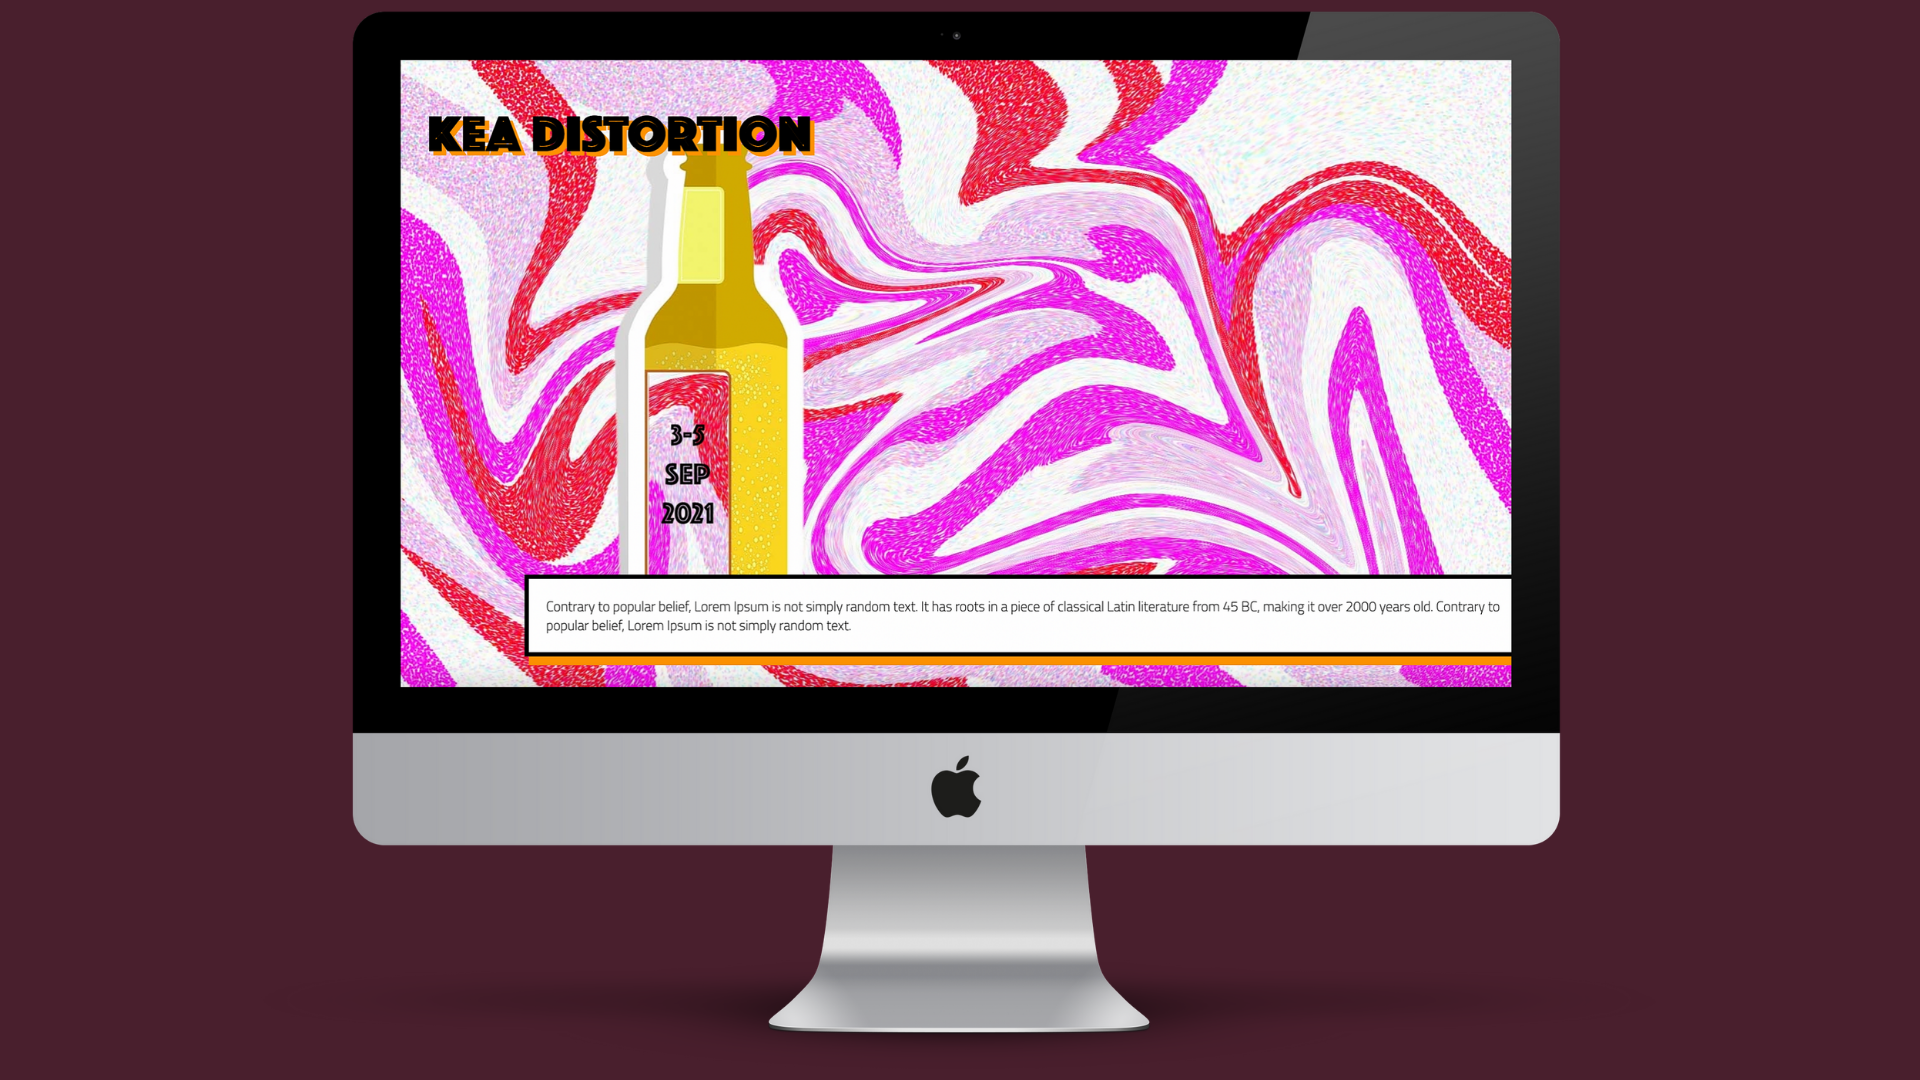 KEA DISTORTION
3-5
SEP
2021
Contrary to popular belief, Lorem Ipsum is not simply random text. It has roots in a piece of classical Latin literature from 45 BC, making it over 2000 years old. Contrary to
popular belief, Lorem Ipsum is not simply random text.